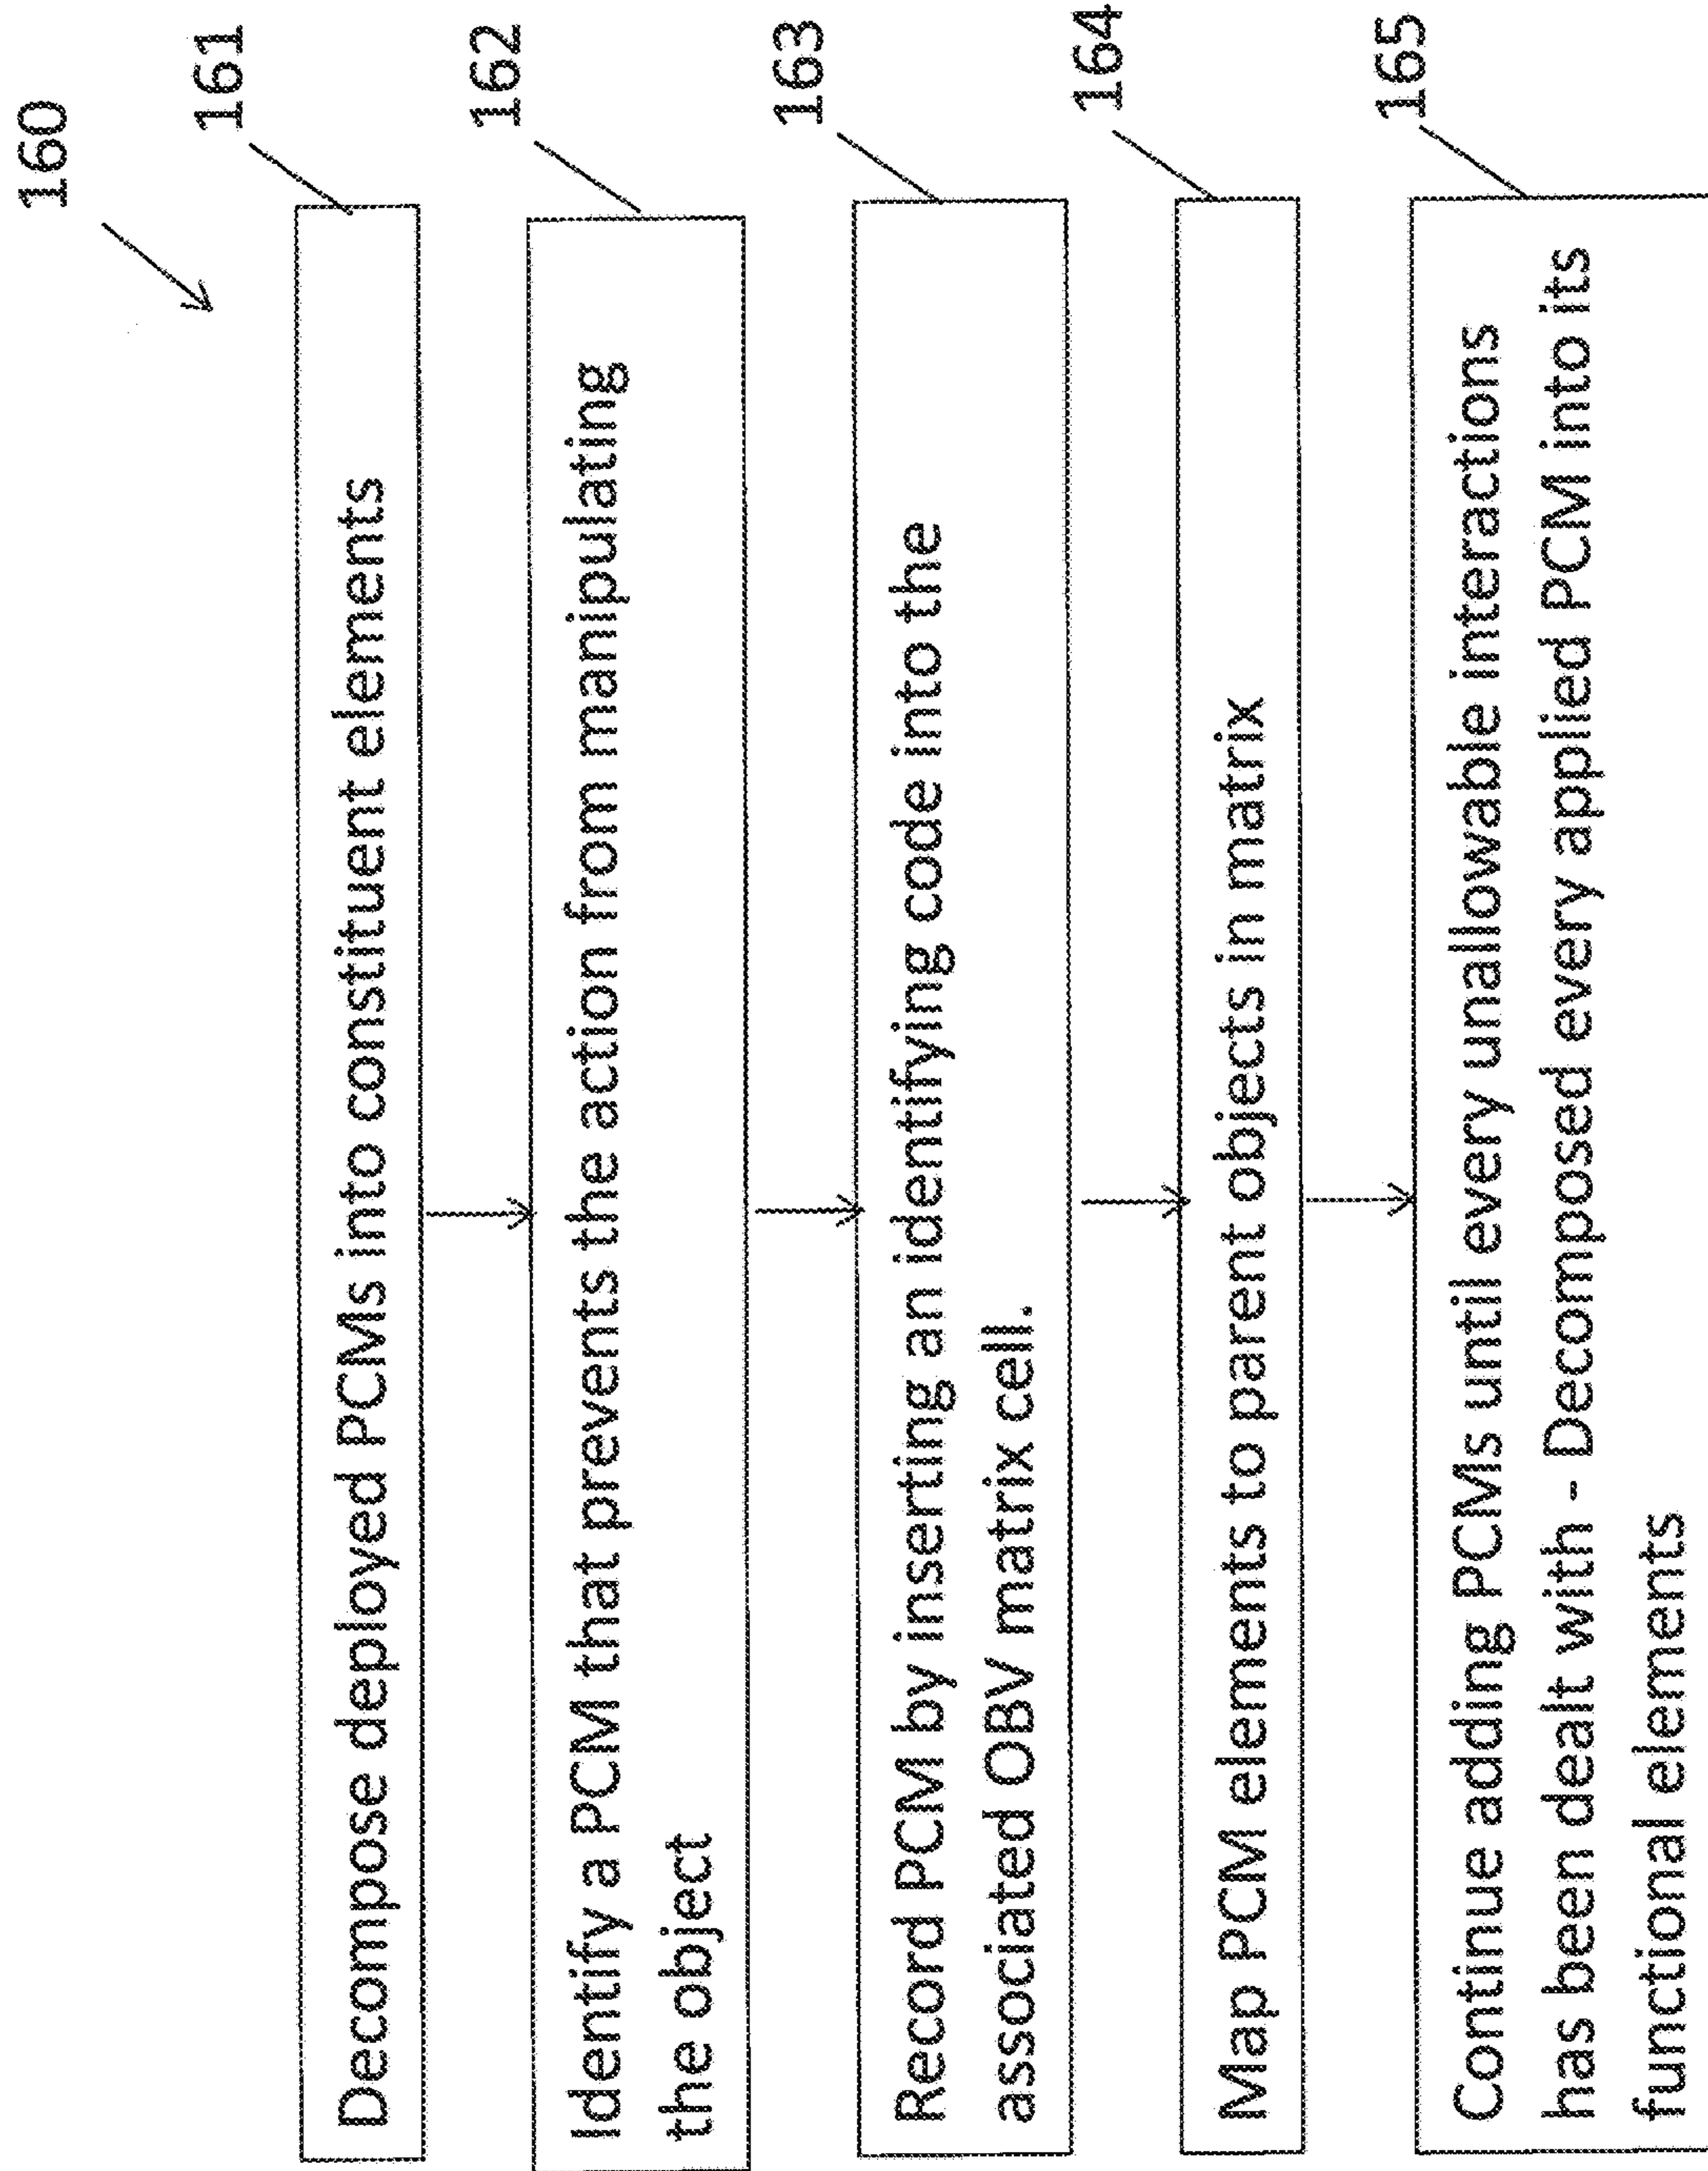 160
161
Decompose deployed PCMs into constituent elements
162
Identify a PCM that prevents the action from manipulating
the object
163
Record PCM by inserting an identifying code into the
associated OBV matrix cell.
164
Map PCM elements to parent objects in matrix
165
Continue adding PCMs until every unallowable interactions
has been dealt with - Decomposed every applied PCM into its
functional elements